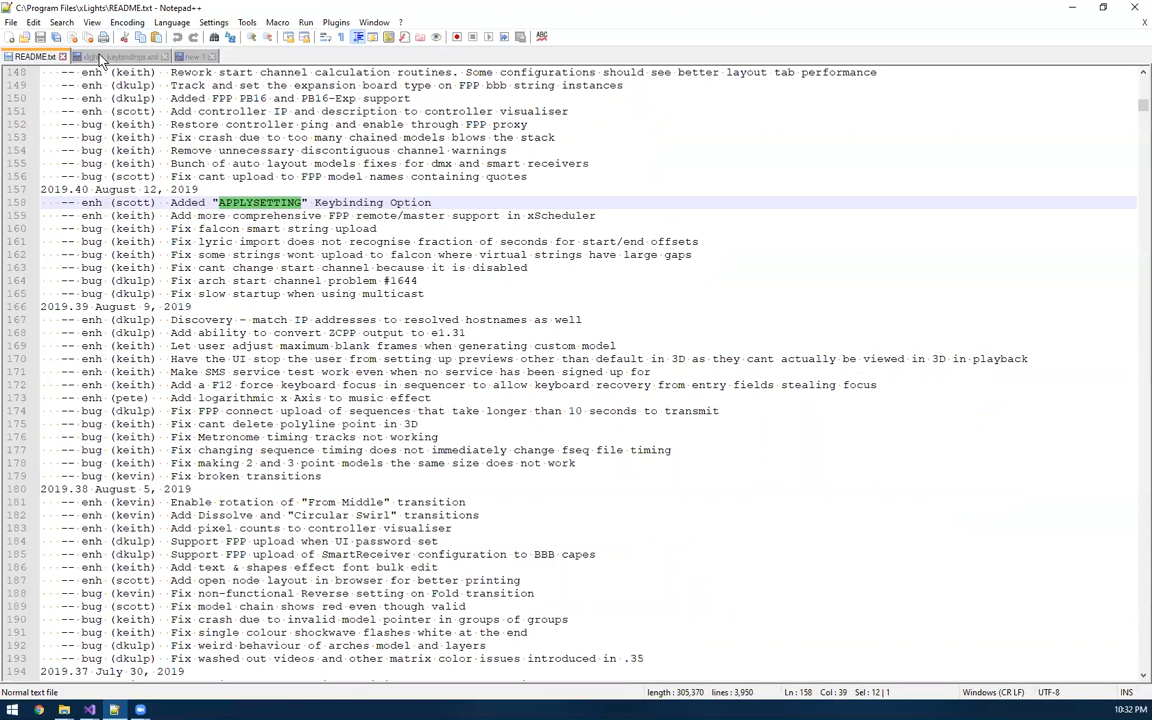 C:\Program Files\xLights\README.txt - Notepad++
File Edit Search View Encoding Language Settings Tools Macro Run Plugins Window ?
README.txt new 1
148 -- enh (keith) Rework start channel calculation routines. Some configurations should see better layout tab performance
149 -- enh (dkulp) Track and set the expansion board type on FPP bbb string instances
150 -- enh (dkulp) Added FPP PB16 and PB16-Exp support
151 -- enh (scott) Add controller IP and description to controller visualiser
152 -- bug (keith) Restore controller ping and enable through FPP proxy
153 -- bug (keith) Fix crash due to too many chained models blows the stack
154 -- bug (keith) Remove unnecessary discontiguous channel warnings
155 -- bug (keith) Bunch of auto layout models fixes for dmx and smart receivers
156 -- bug (scott) Fix cant upload to FPP model names containing quotes
157 2019.40 August 12, 2019
158 -- enh (scott) Added "APPLYSETTING" Keybinding Option
159 -- enh (keith) Add more comprehensive FPP remote/master support in xScheduler
160 -- bug (keith) Fix falcon smart string upload
161 -- bug (keith) Fix lyric import does not recognise fraction of seconds for start/end offsets
162 -- bug (keith) Fix some strings wont upload to falcon where virtual strings have large gaps
163 -- bug (keith) Fix cant change start channel because it is disabled
164 -- bug (dkulp) Fix arch start channel problem #1644
165 -- bug (dkulp) Fix slow startup when using multicast
166 2019.39 August 9, 2019
167 -- enh (dkulp) Discovery - match IP addresses to resolved hostnames as well
168 -- enh (dkulp) Add ability to convert ZCPP output to e1.31
169 -- enh (keith) Let user adjust maximum blank frames when generating custom model
170 -- enh (keith) Have the UI stop the user from setting up previews other than default in 3D as they cant actually be viewed in 3D in playback
171 -- enh (keith) Make SMS service test work even when no service has been signed up for
172 -- enh (keith) Add a F12 force keyboard focus in sequencer to allow keyboard recovery from entry fields stealing focus
173 -- enh (pete) Add logarithmic x Axis to music effect
174 -- bug (dkulp) Fix FPP connect upload of sequences that take longer than 10 seconds to transmit
175 -- bug (keith) Fix cant delete polyline point in 3D
176 -- bug (keith) Fix Metronome timing tracks not working
177 -- bug (keith) Fix changing sequence timing does not immediately change fseq file timing
178 -- bug (keith) Fix making 2 and 3 point models the same size does not work
179 -- bug (kevin) Fix broken transitions
180 2019.38 August 5, 2019
181 -- enh (kevin) Enable rotation of "From Middle" transition
182 -- enh (kevin) Add Dissolve and "Circular Swirl" transitions
183 -- enh (keith) Add pixel counts to controller visualiser
184 -- enh (dkulp) Support FPP upload when UI password set
185 -- enh (dkulp) Support FPP upload of SmartReceiver configuration to BBB capes
186 -- enh (keith) Add text & shapes effect font bulk edit
187 -- enh (scott) Add open node layout in browser for better printing
188 -- bug (kevin) Fix non-functional Reverse setting on Fold transition
189 -- bug (scott) Fix model chain shows red even though valid
190 -- bug (keith) Fix crash due to invalid model pointer in groups of groups
191 -- bug (keith) Fix single colour shockwave flashes white at the end
192 -- bug (dkulp) Fix weird behaviour of arches model and layers
193 -- bug (dkulp) Fix washed out videos and other matrix color issues introduced in .35
194 2019.37 July 30, 2019
Normal text file length : 305,370 lines : 3,950 Ln : 158 Col : 39 Sel : 12 | 1 Windows (CR LF) UTF-8 INS
10:32 PM